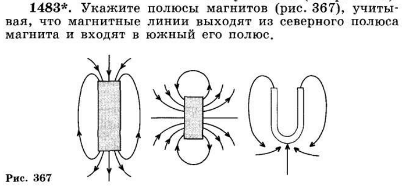 1483*. Укажите полюсы магнитов (рис. 367), учиты-
вая, что магнитные линии выходят из северного полюса
магнита и входят в южный его полюс.
Рис. 367